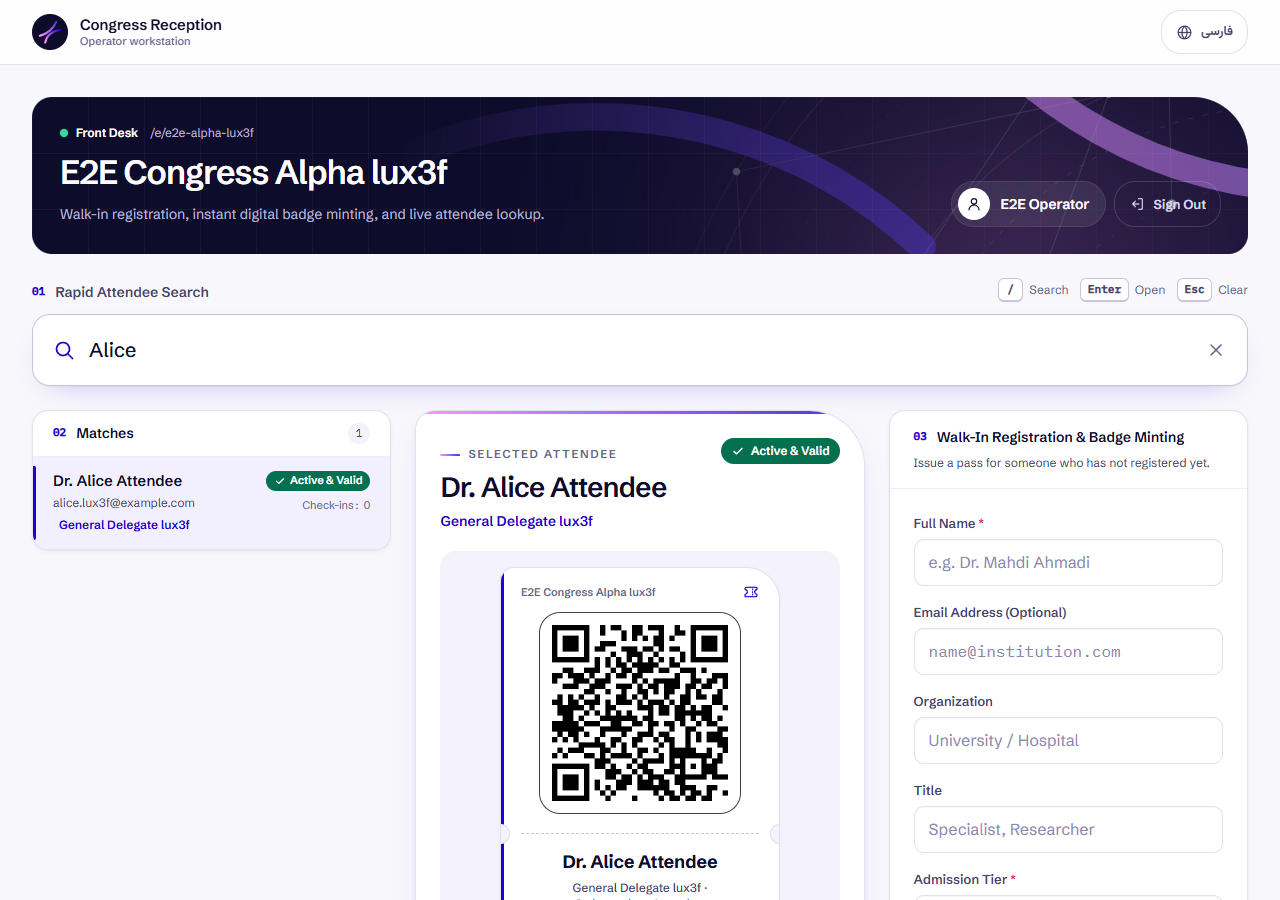 Congress Reception
Operator workstation
فارسی
Front Desk /e/e2e-alpha-lux3f
E2E Congress Alpha lux3f
Walk-in registration, instant digital badge minting, and live attendee lookup.
E2E Operator
Sign Out
01 Rapid Attendee Search
/ Search Enter Open Esc Clear
Alice
02 Matches 1
Dr. Alice Attendee Active & Valid
alice.lux3f@example.com Check-ins: 0
General Delegate lux3f
SELECTED ATTENDEE Active & Valid
Dr. Alice Attendee
General Delegate lux3f
E2E Congress Alpha lux3f
Dr. Alice Attendee
General Delegate lux3f ·
03 Walk-In Registration & Badge Minting
Issue a pass for someone who has not registered yet.
Full Name *
e.g. Dr. Mahdi Ahmadi
Email Address (Optional)
name@institution.com
Organization
University / Hospital
Title
Specialist, Researcher
Admission Tier *